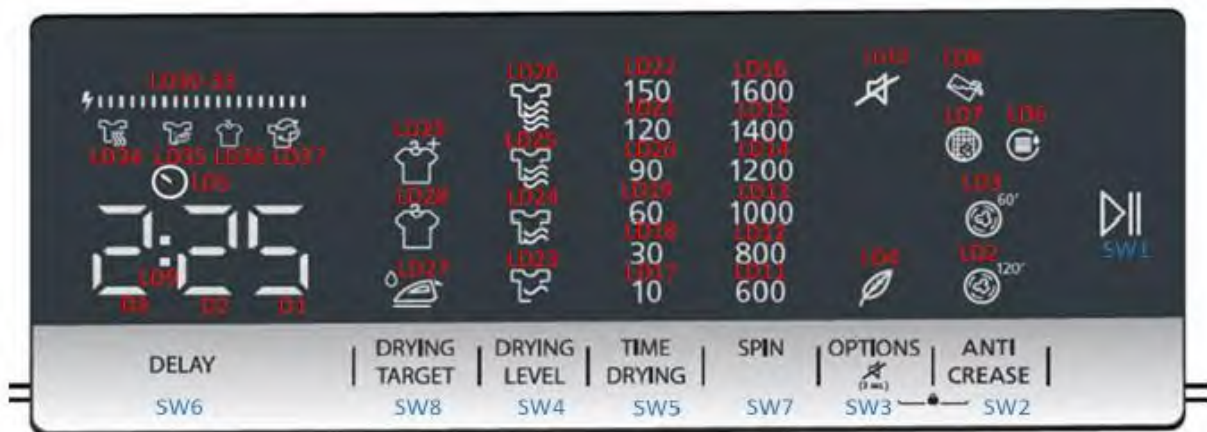 LD34 LD35 LD36 LD37
LD5
2:25
LD9
D3 D2 D1
LD29
LD28
LD27
LD26
LD25
LD24
LD23
LD22
150
LD21
120
LD20
90
LD19
60
LD18
30
LD17
10
LD16
1600
LD15
1400
LD14
1200
LD13
1000
LD12
800
LD11
600
LD4
LD8
LD7 LD6
LD3
60'
LD2
120'
SW1
DELAY
SW6
DRYING
TARGET
SW8
DRYING
LEVEL
SW4
TIME
DRYING
SW5
SPIN
SW7
OPTIONS
(3 sec.)
SW3
ANTI
CREASE
SW2